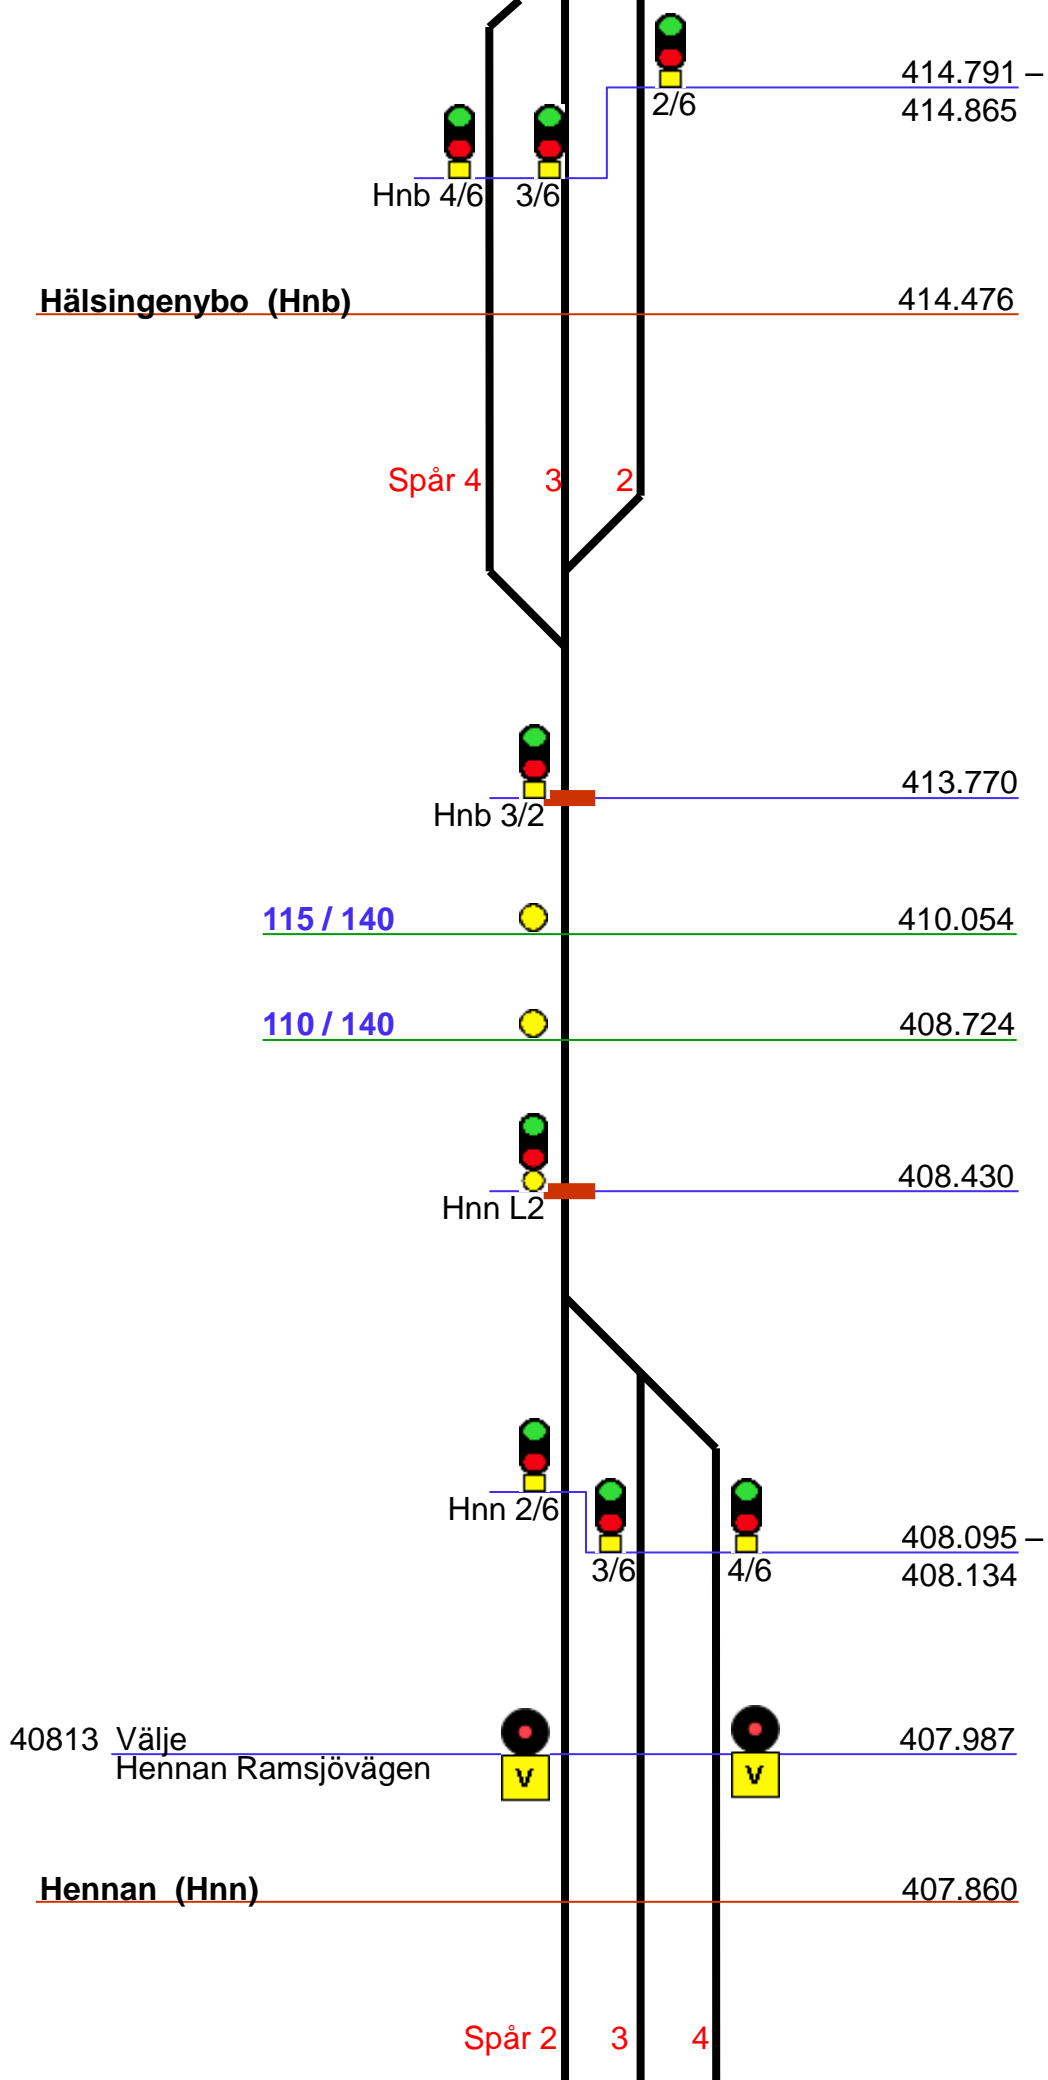 414.791 –
2/6
414.865
Hnb 4/6 3/6
Hälsingenybo (Hnb) 414.476
Spår 4 3 2
413.770
Hnb 3/2
115 / 140 410.054
110 / 140 408.724
408.430
Hnn L2
Hnn 2/6
408.095 –
3/6 4/6 408.134
40813 Välje 407.987
Hennan Ramsjövägen
V V
Hennan (Hnn) 407.860
Spår 2 3 4